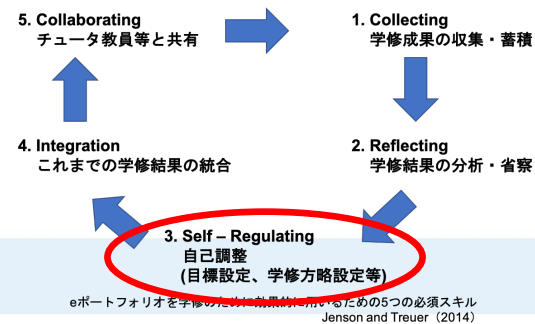 1. Collecting
学修成果の収集・蓄積
2. Reflecting
学修結果の分析・省察
3. Self – Regulating
自己調整
(目標設定、学修方略設定等)
4. Integration
これまでの学修結果の統合
5. Collaborating
チュータ教員等と共有
eポートフォリオを学修のために効果的に用いるための5つの必須スキル
Jenson and Treuer（2014）